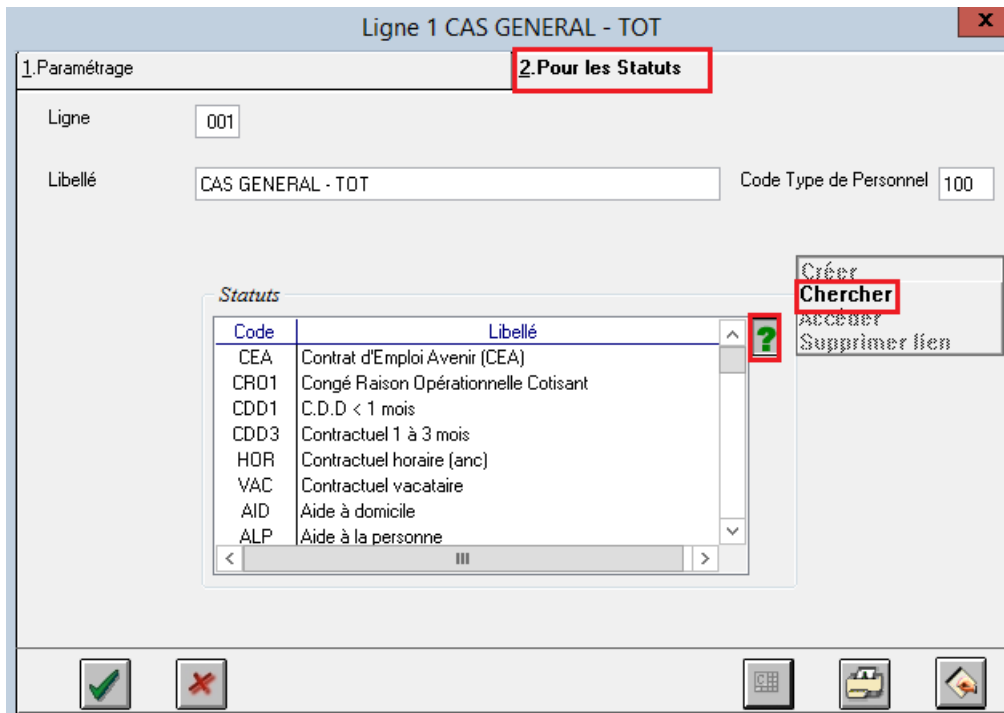 Ligne 1 CAS GENERAL - TOT
x
1.Paramétrage
2.Pour les Statuts
Ligne 001
Libellé CAS GENERAL - TOT Code Type de Personnel 100
Créer
Chercher
Accéder
Supprimer lien
Statuts
?
Code Libellé
CEA Contrat d'Emploi Avenir (CEA)
CRO1 Congé Raison Opérationnelle Cotisant
CDD1 C.D.D < 1 mois
CDD3 Contractuel 1 à 3 mois
HOR Contractuel horaire (anc)
VAC Contractuel vacataire
AID Aide à domicile
ALP Aide à la personne